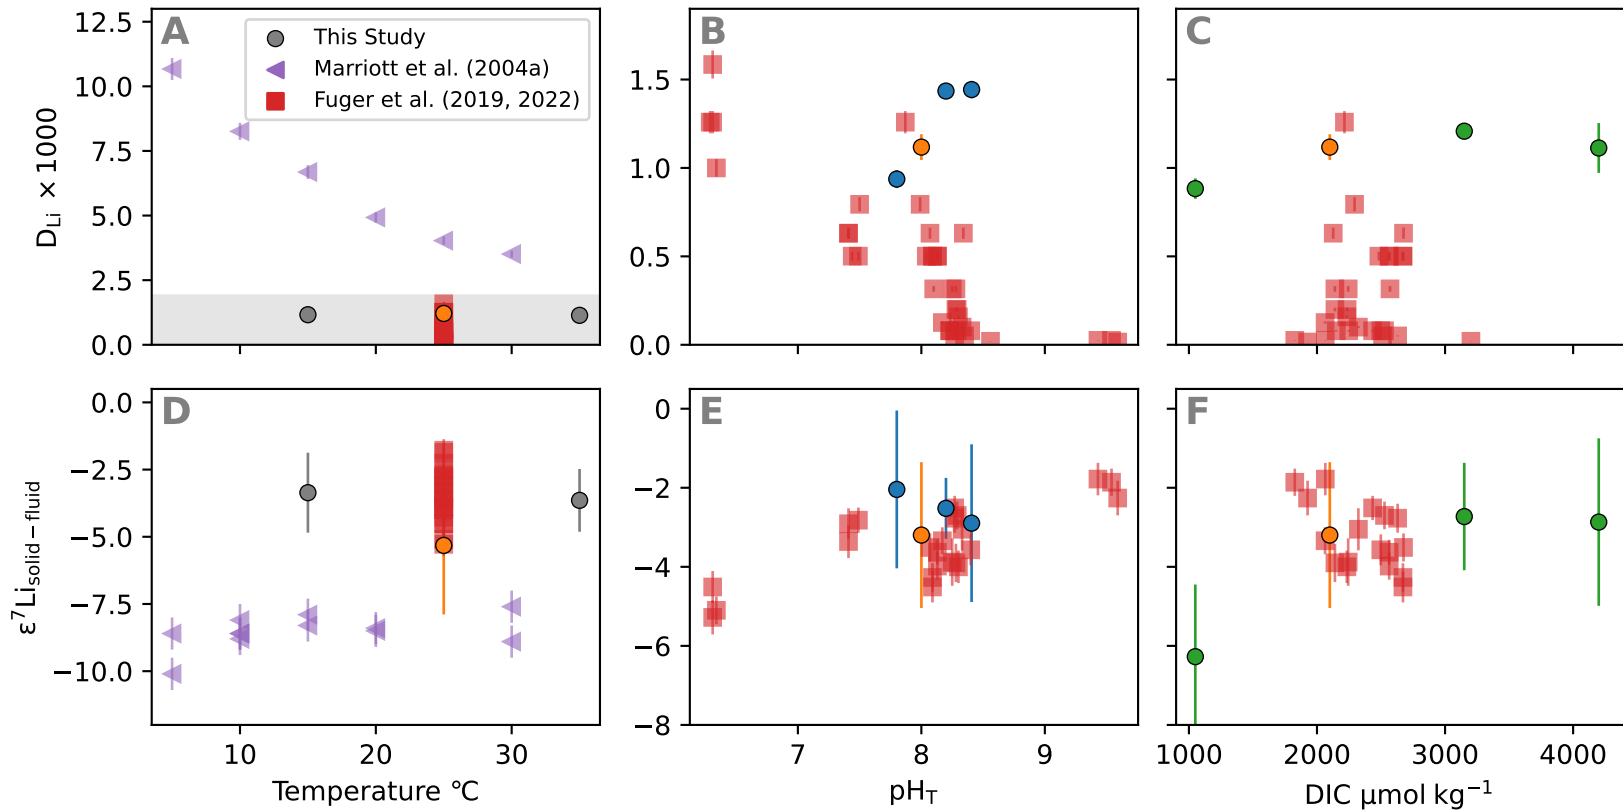 A
B
C
This Study
Marriott et al. (2004a)
Fuger et al. (2019, 2022)
12.5
10.0
7.5
5.0
2.5
0.0
D_Li × 1000
1.5
1.0
0.5
0.0
D
E
F
0.0
−2.5
−5.0
−7.5
−10.0
ε⁷Li_solid−fluid
0
−2
−4
−6
−8
10 20 30
7 8 9
1000 2000 3000 4000
Temperature °C
pH_T
DIC μmol kg⁻¹